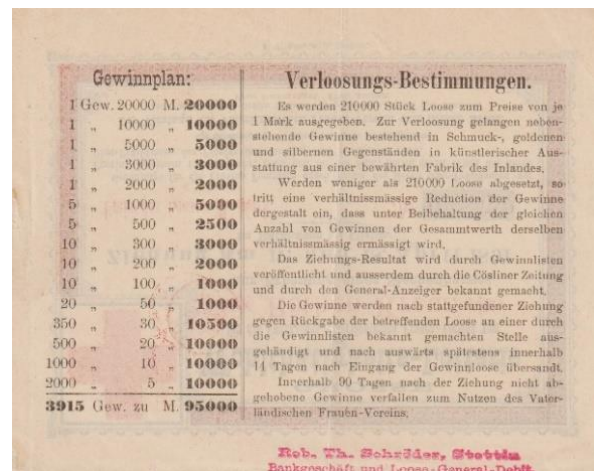 Gewinnplan:
1 Gew. 20000 M. 20000
1 „ 10000 „ 10000
1 „ 5000 „ 5000
1 „ 3000 „ 3000
1 „ 2000 „ 2000
5 „ 1000 „ 5000
5 „ 500 „ 2500
10 „ 300 „ 3000
10 „ 200 „ 2000
10 „ 100 „ 1000
20 „ 50 „ 1000
350 „ 30 „ 10500
500 „ 20 „ 10000
1000 „ 10 „ 10000
2000 „ 5 „ 10000
3915 Gew. zu M. 95000
Verloosungs-Bestimmungen.
Es werden 210000 Stück Loose zum Preise von je
1 Mark ausgegeben. Zur Verloosung gelangen neben-
stehende Gewinne bestehend in Schmuck-, goldenen
und silbernen Gegenständen in künstlerischer Aus-
stattung aus einer bewährten Fabrik des Inlandes.
Werden weniger als 210000 Loose abgesetzt, so
tritt eine verhältnissmässige Reduction der Gewinne
dergestalt ein, dass unter Beibehaltung der gleichen
Anzahl von Gewinnen der Gesammtwerth derselben
verhältnissmässig ermässigt wird.
Das Ziehungs-Resultat wird durch Gewinnlisten
veröffentlicht und ausserdem durch die Cösliner Zeitung
und durch den General-Anzeiger bekannt gemacht.
Die Gewinne werden nach stattgefundener Ziehung
gegen Rückgabe der betreffenden Loose an einer durch
die Gewinnlisten bekannt gemachten Stelle aus-
gehändigt und nach auswärts spätestens innerhalb
14 Tagen nach Eingang der Gewinnloose übersandt.
Innerhalb 90 Tagen nach der Ziehung nicht ab-
gehobene Gewinne verfallen zum Nutzen des Vater-
ländischen Frauen-Vereins.
Rob. Th. Schröder, Stettin
Bankgeschäft und Loose-General-Debit.